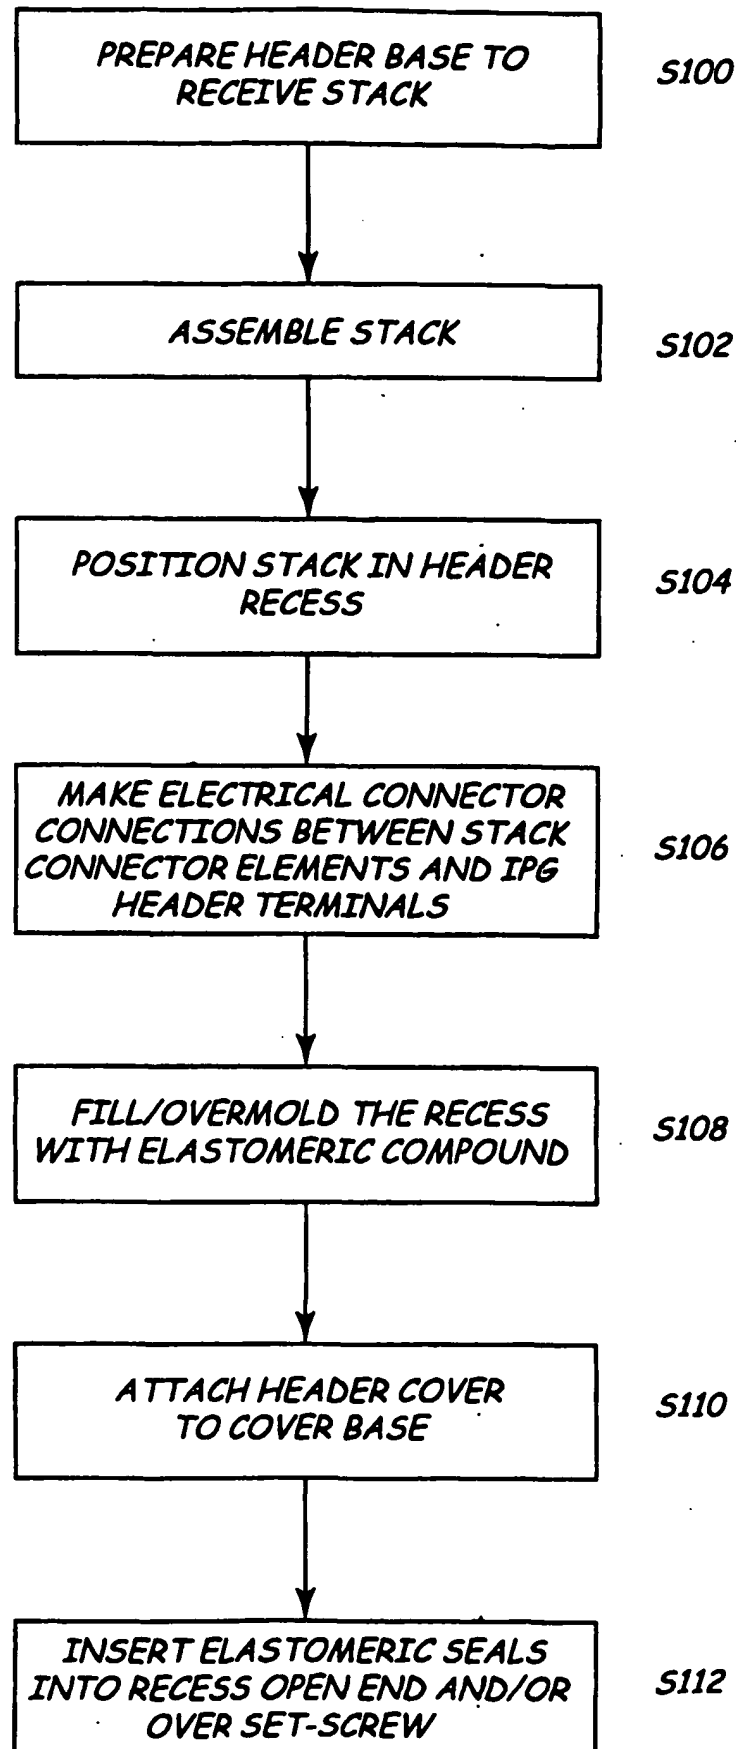 PREPARE HEADER BASE TO
RECEIVE STACK
S100
ASSEMBLE STACK
S102
POSITION STACK IN HEADER
RECESS
S104
MAKE ELECTRICAL CONNECTOR
CONNECTIONS BETWEEN STACK
CONNECTOR ELEMENTS AND IPG
HEADER TERMINALS
S106
FILL/OVERMOLD THE RECESS
WITH ELASTOMERIC COMPOUND
S108
ATTACH HEADER COVER
TO COVER BASE
S110
INSERT ELASTOMERIC SEALS
INTO RECESS OPEN END AND/OR
OVER SET-SCREW
S112